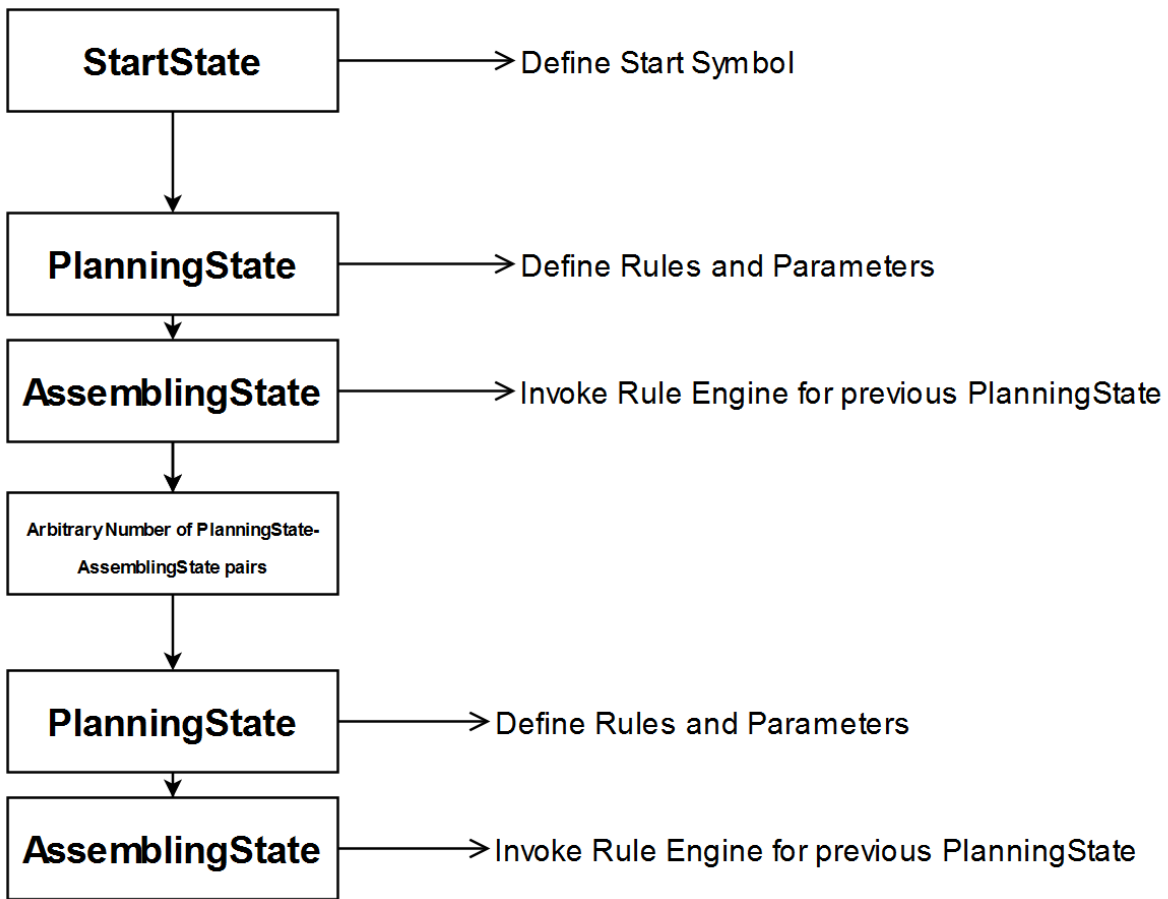 StartState
Define Start Symbol
PlanningState
Define Rules and Parameters
AssemblingState
Invoke Rule Engine for previous PlanningState
Arbitrary Number of PlanningState-
AssemblingState pairs
PlanningState
Define Rules and Parameters
AssemblingState
Invoke Rule Engine for previous PlanningState